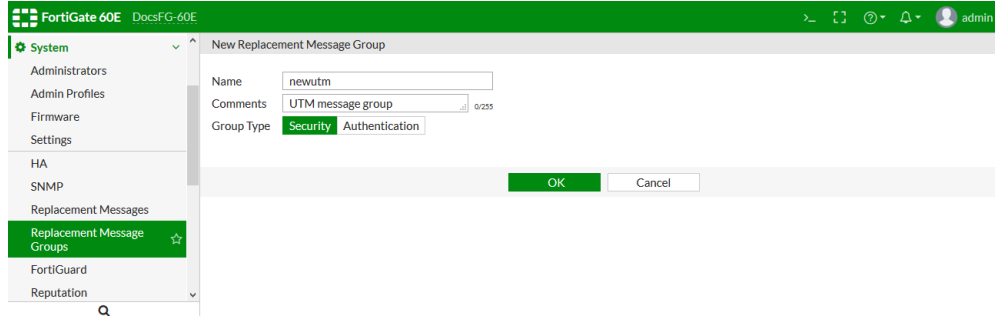 FortiGate 60E DocsFG-60E
>_
admin
System
Administrators
Admin Profiles
Firmware
Settings
HA
SNMP
Replacement Messages
Replacement Message
Groups
FortiGuard
Reputation
New Replacement Message Group
Name newutm
Comments UTM message group 0/255
Group Type Security Authentication
OK Cancel